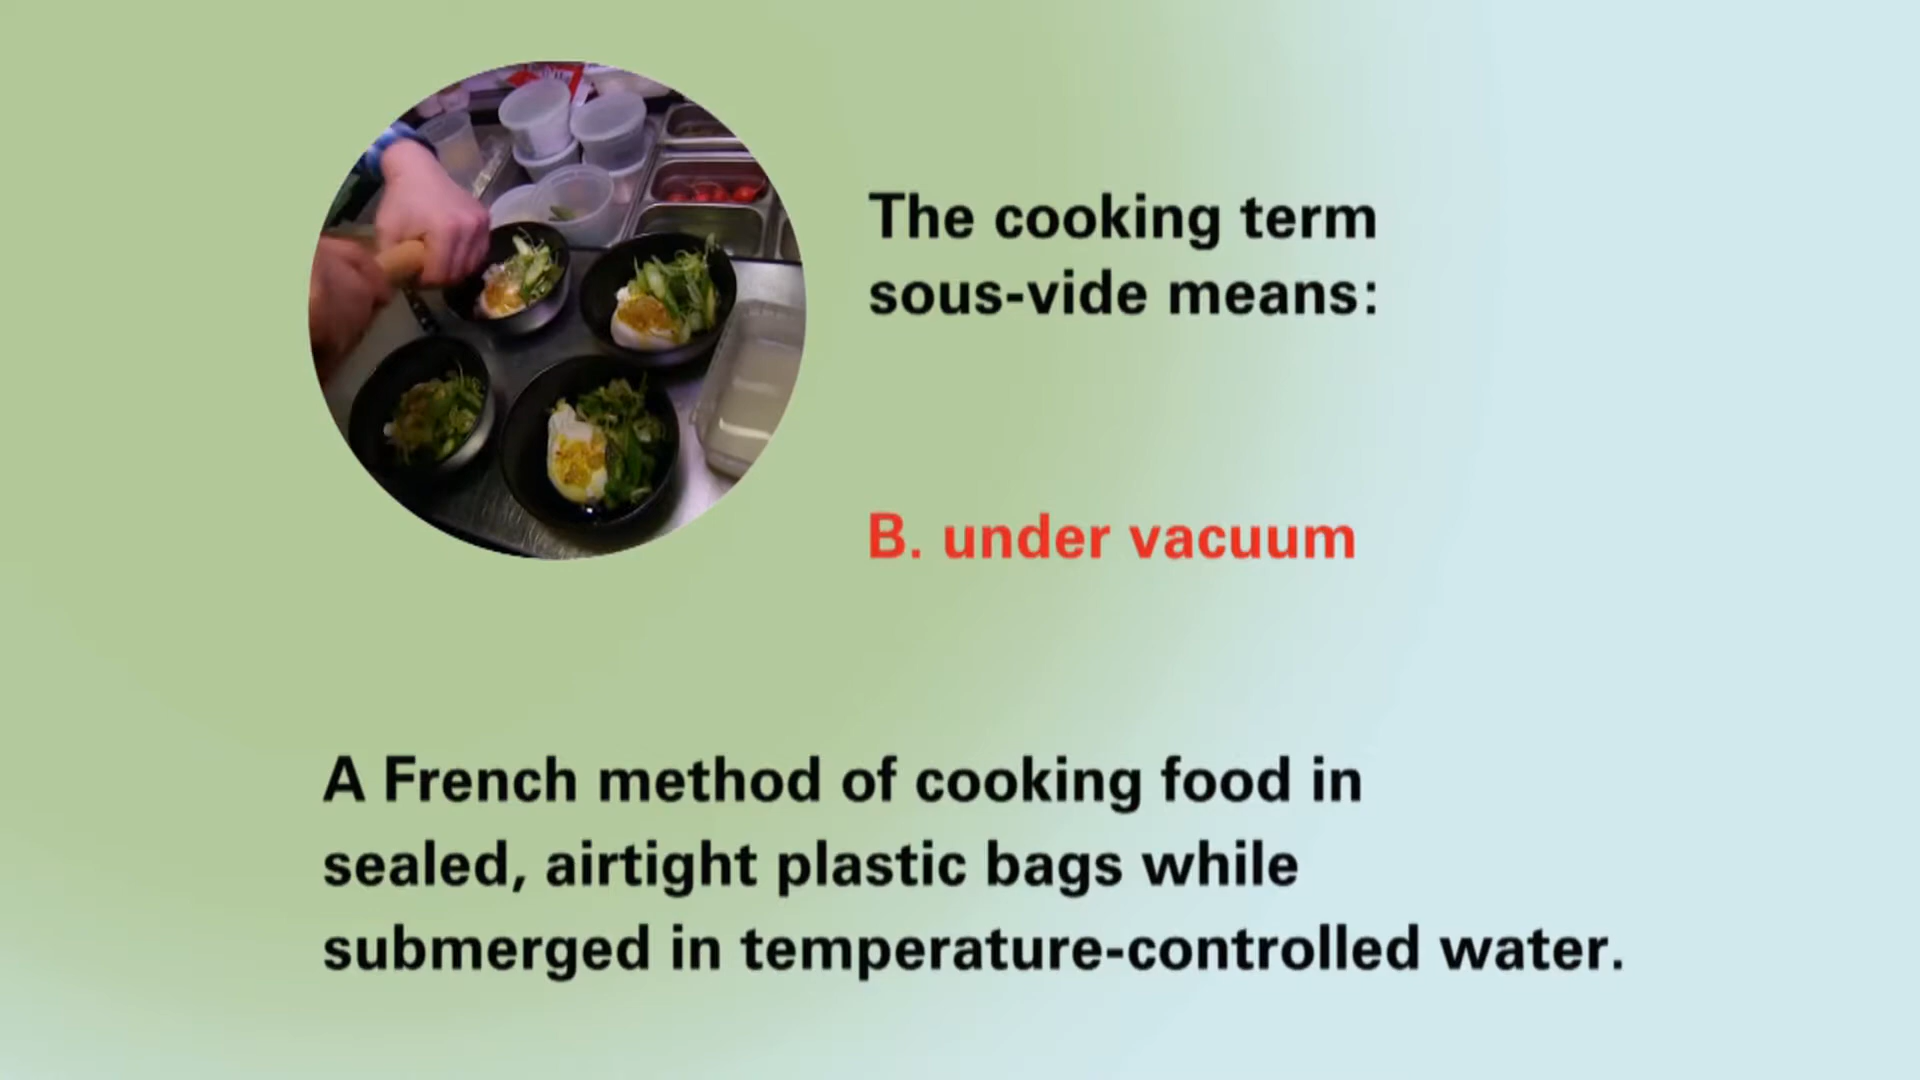 The cooking term
sous-vide means:
B. under vacuum
A French method of cooking food in
sealed, airtight plastic bags while
submerged in temperature-controlled water.